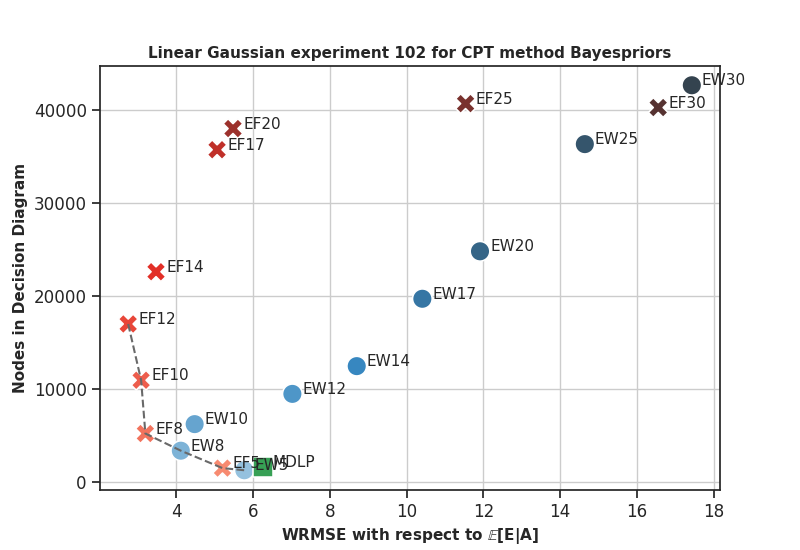 Linear Gaussian experiment 102 for CPT method Bayespriors
Nodes in Decision Diagram
40000
30000
20000
10000
0
EW30
EF30
EF25
EF20
EF17
EW25
EW20
EF14
EW17
EF12
EW14
EF10
EW12
EW10
EF8
EW8
EF5
EW5
MDLP
4
6
8
10
12
14
16
18
WRMSE with respect to 𝔼[E|A]